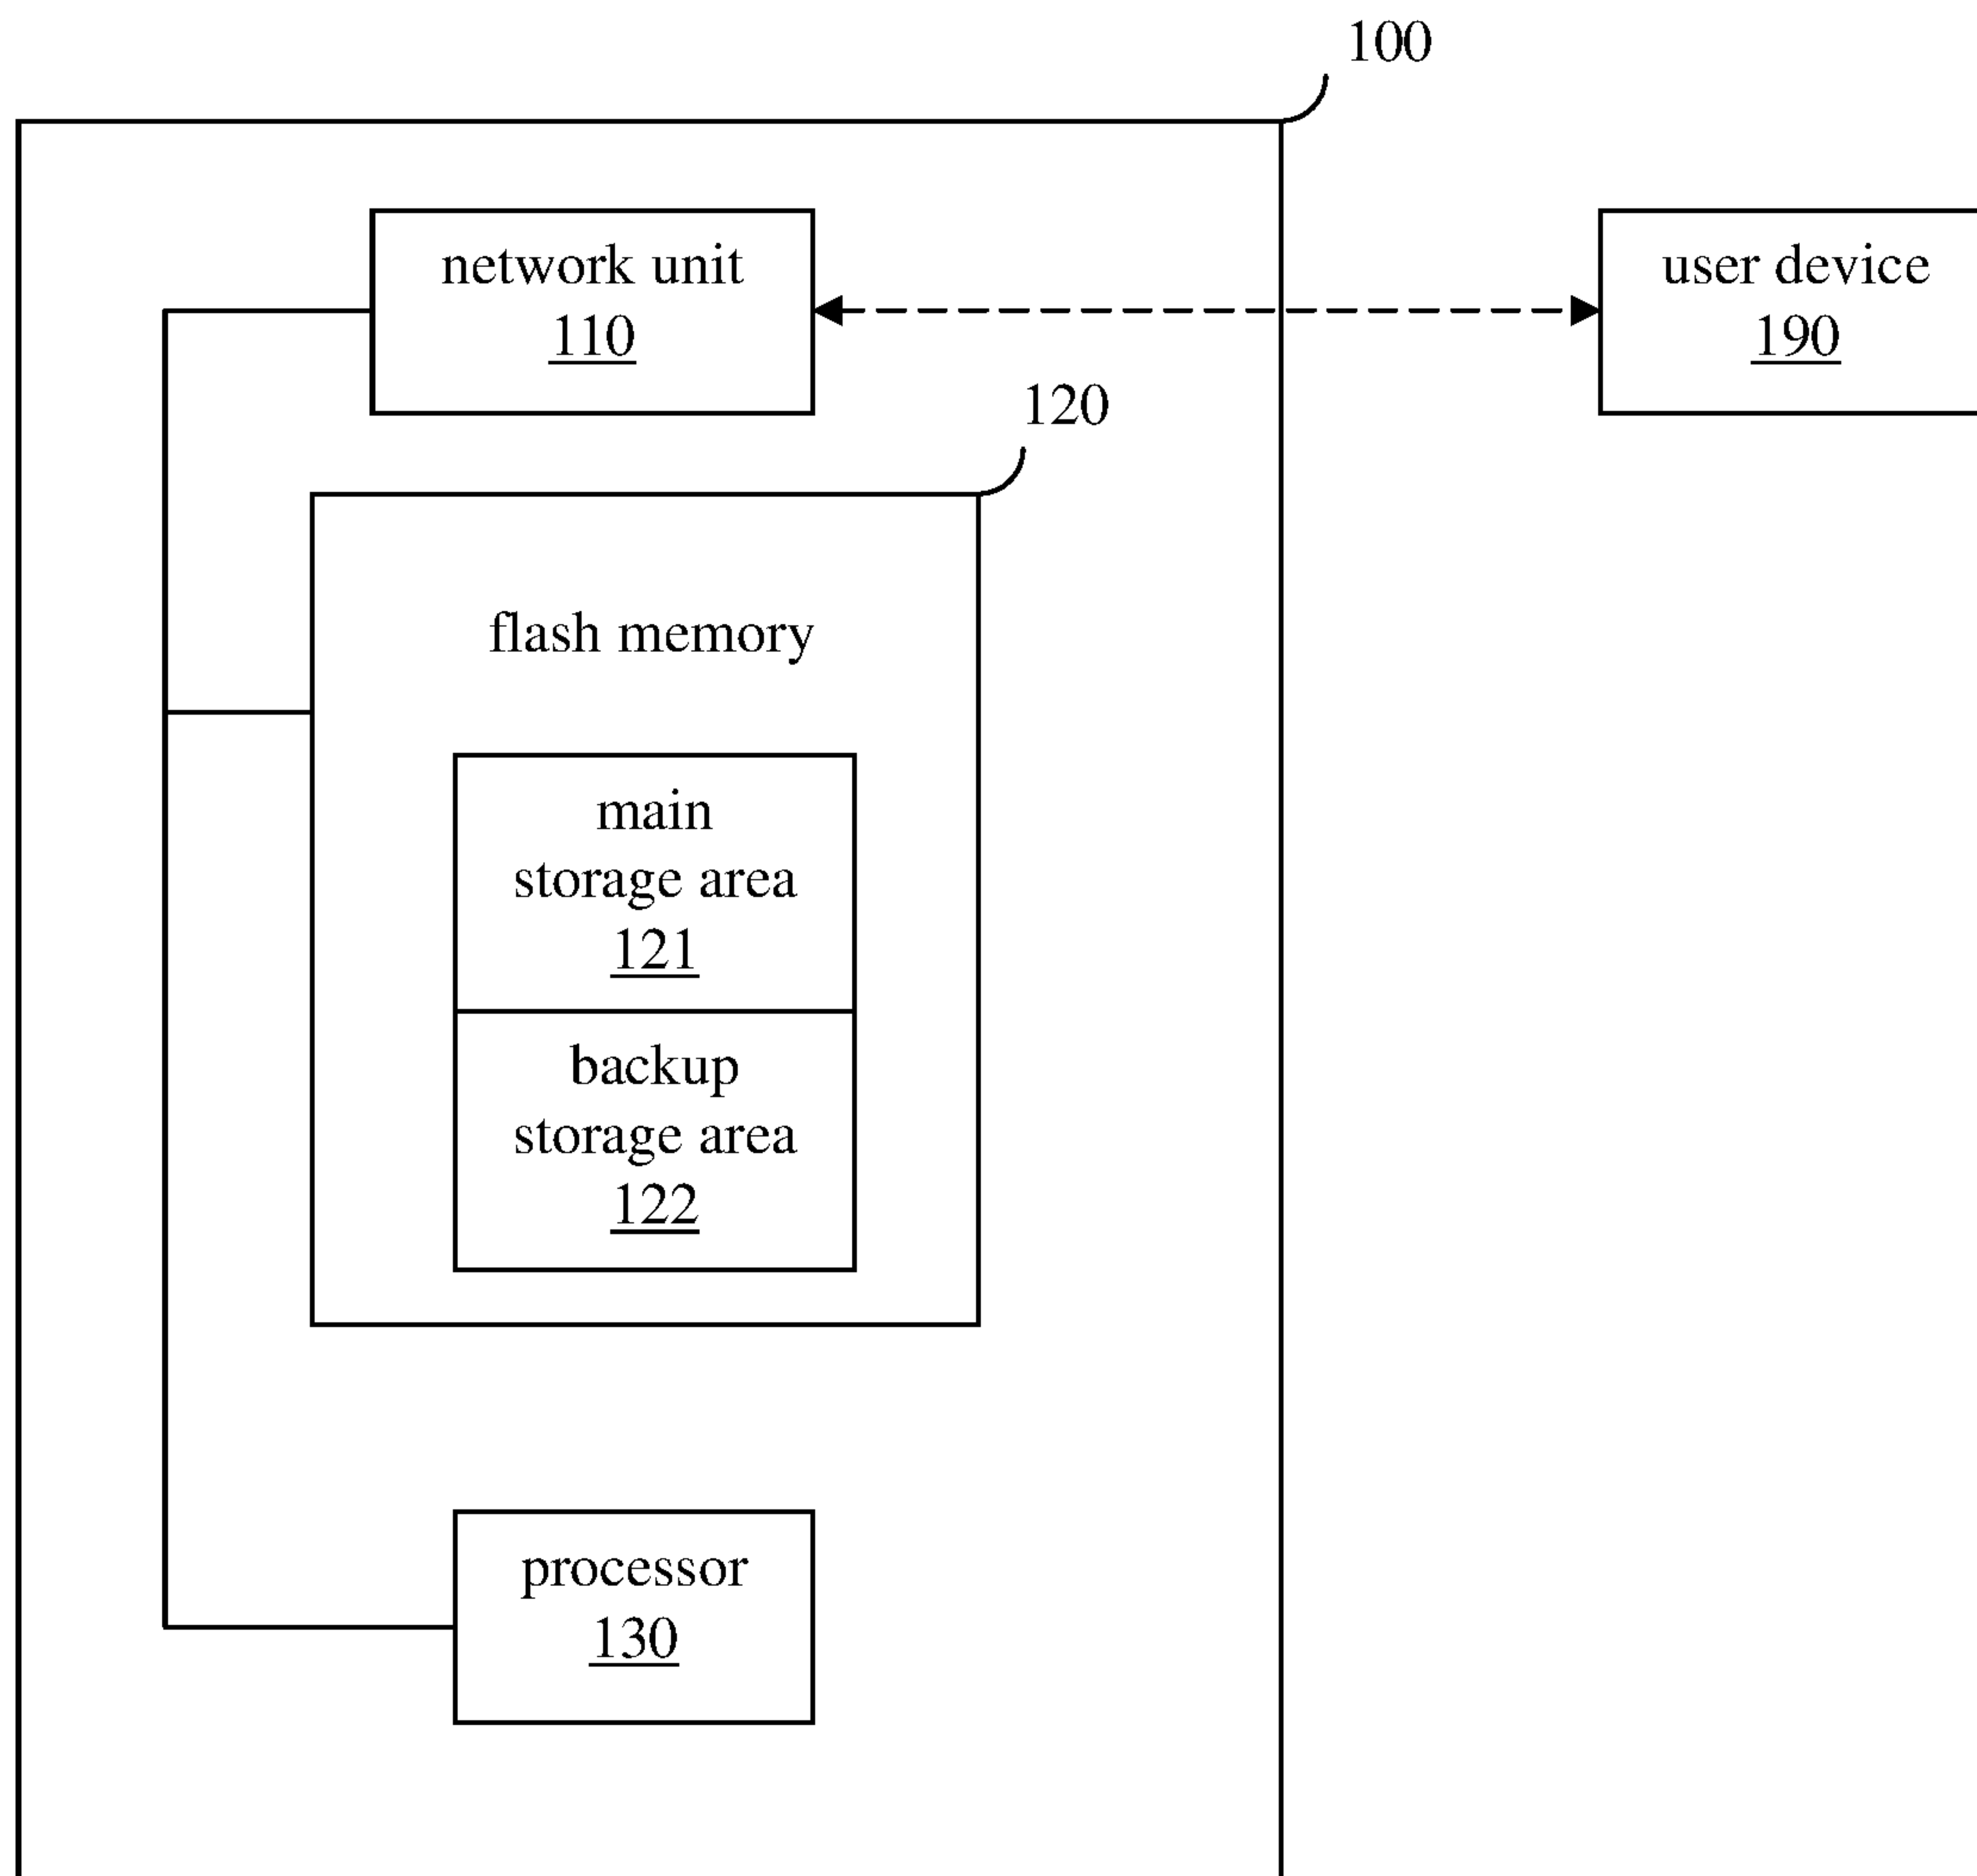 100
network unit
110
user device
190
120
flash memory
main
storage area
121
backup
storage area
122
processor
130